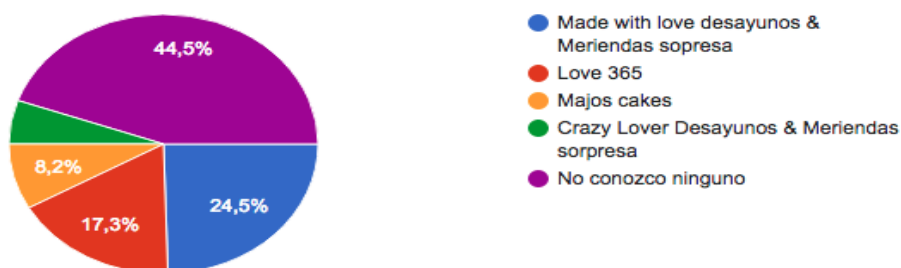 44,5%
8,2%
17,3%
24,5%
Made with love desayunos &
Meriendas sopresa
Love 365
Majos cakes
Crazy Lover Desayunos & Meriendas
sorpresa
No conozco ninguno